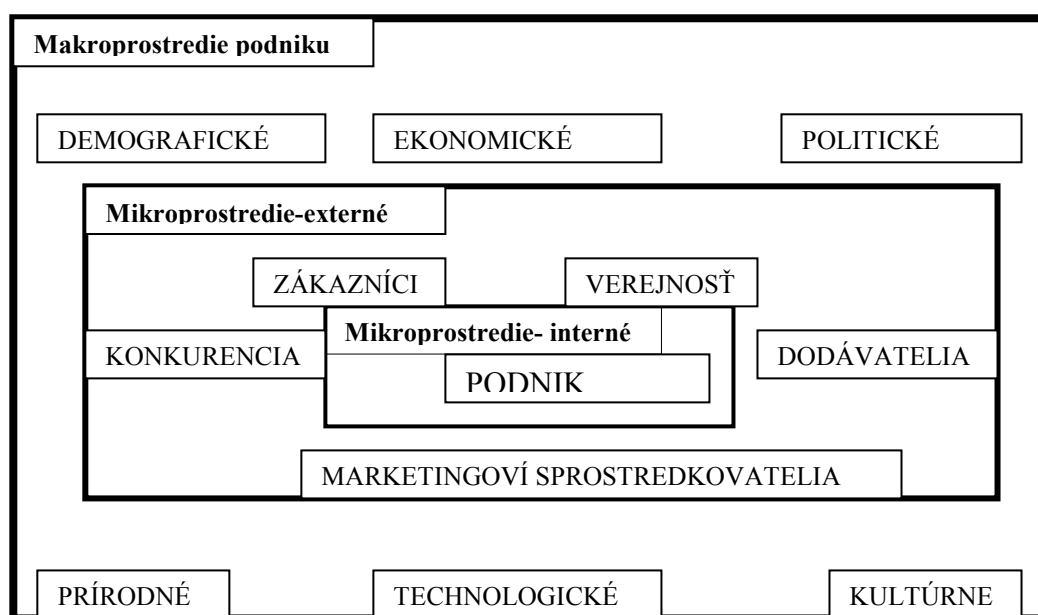 Makroprostredie podniku
DEMOGRAFICKÉ EKONOMICKÉ POLITICKÉ
Mikroprostredie-externé
ZÁKAZNÍCI VEREJNOSŤ
Mikroprostredie- interné
KONKURENCIA DODÁVATELIA
PODNIK
MARKETINGOVÍ SPROSTREDKOVATELIA
PRÍRODNÉ TECHNOLOGICKÉ KULTÚRNE